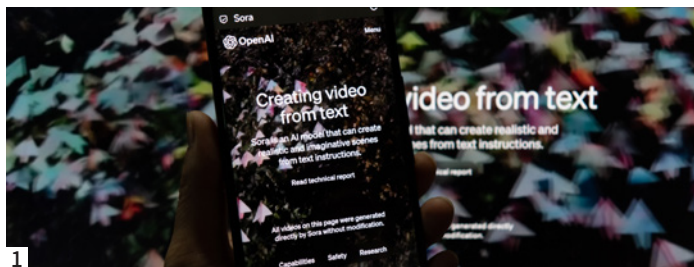 Sora
OpenAI
Menu
Creating video
from text
Sora is an AI model that can create
realistic and imaginative scenes
from text instructions.
Read technical report
All videos on this page were generated
directly by Sora without modification.
Capabilities Safety Research
video from text
that can create realistic and
from text instructions.
report
generated directly
modification.
1